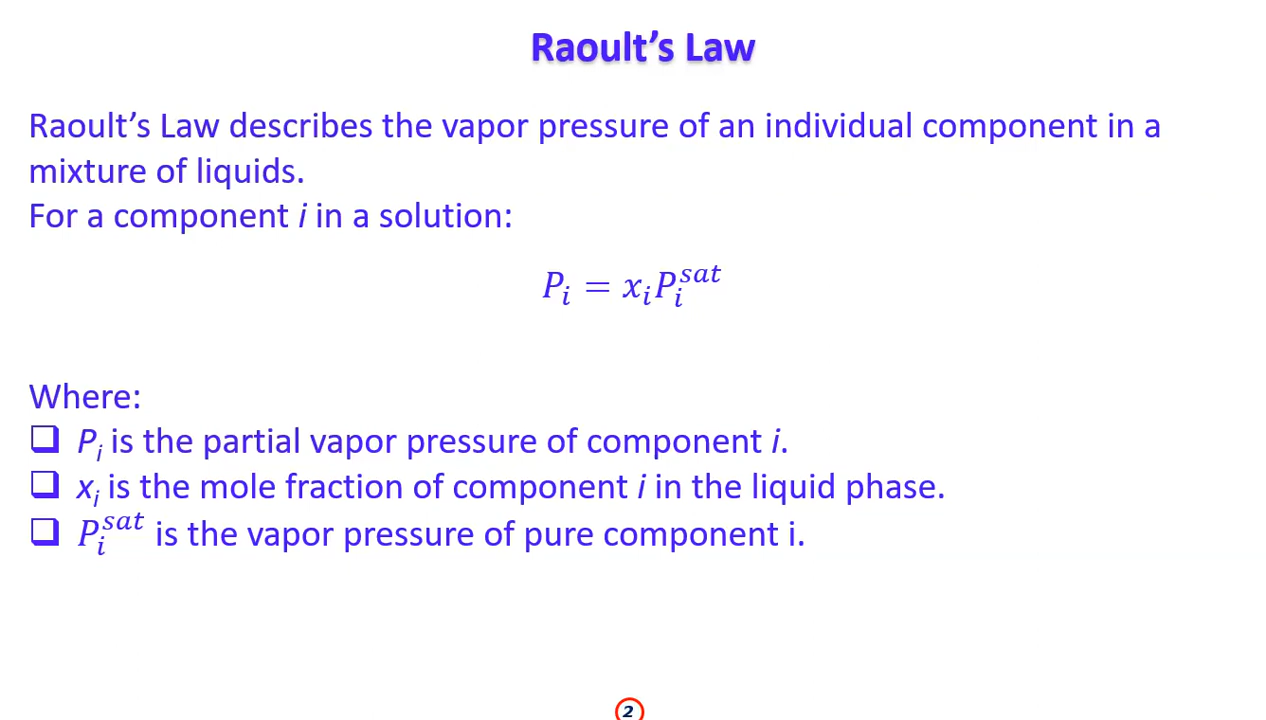 Raoult’s Law
Raoult’s Law describes the vapor pressure of an individual component in a
mixture of liquids.
For a component i in a solution:
P_i = x_i P_i^{sat}
Where:
❑ P_i is the partial vapor pressure of component i.
❑ x_i is the mole fraction of component i in the liquid phase.
❑ P_i^{sat} is the vapor pressure of pure component i.
2